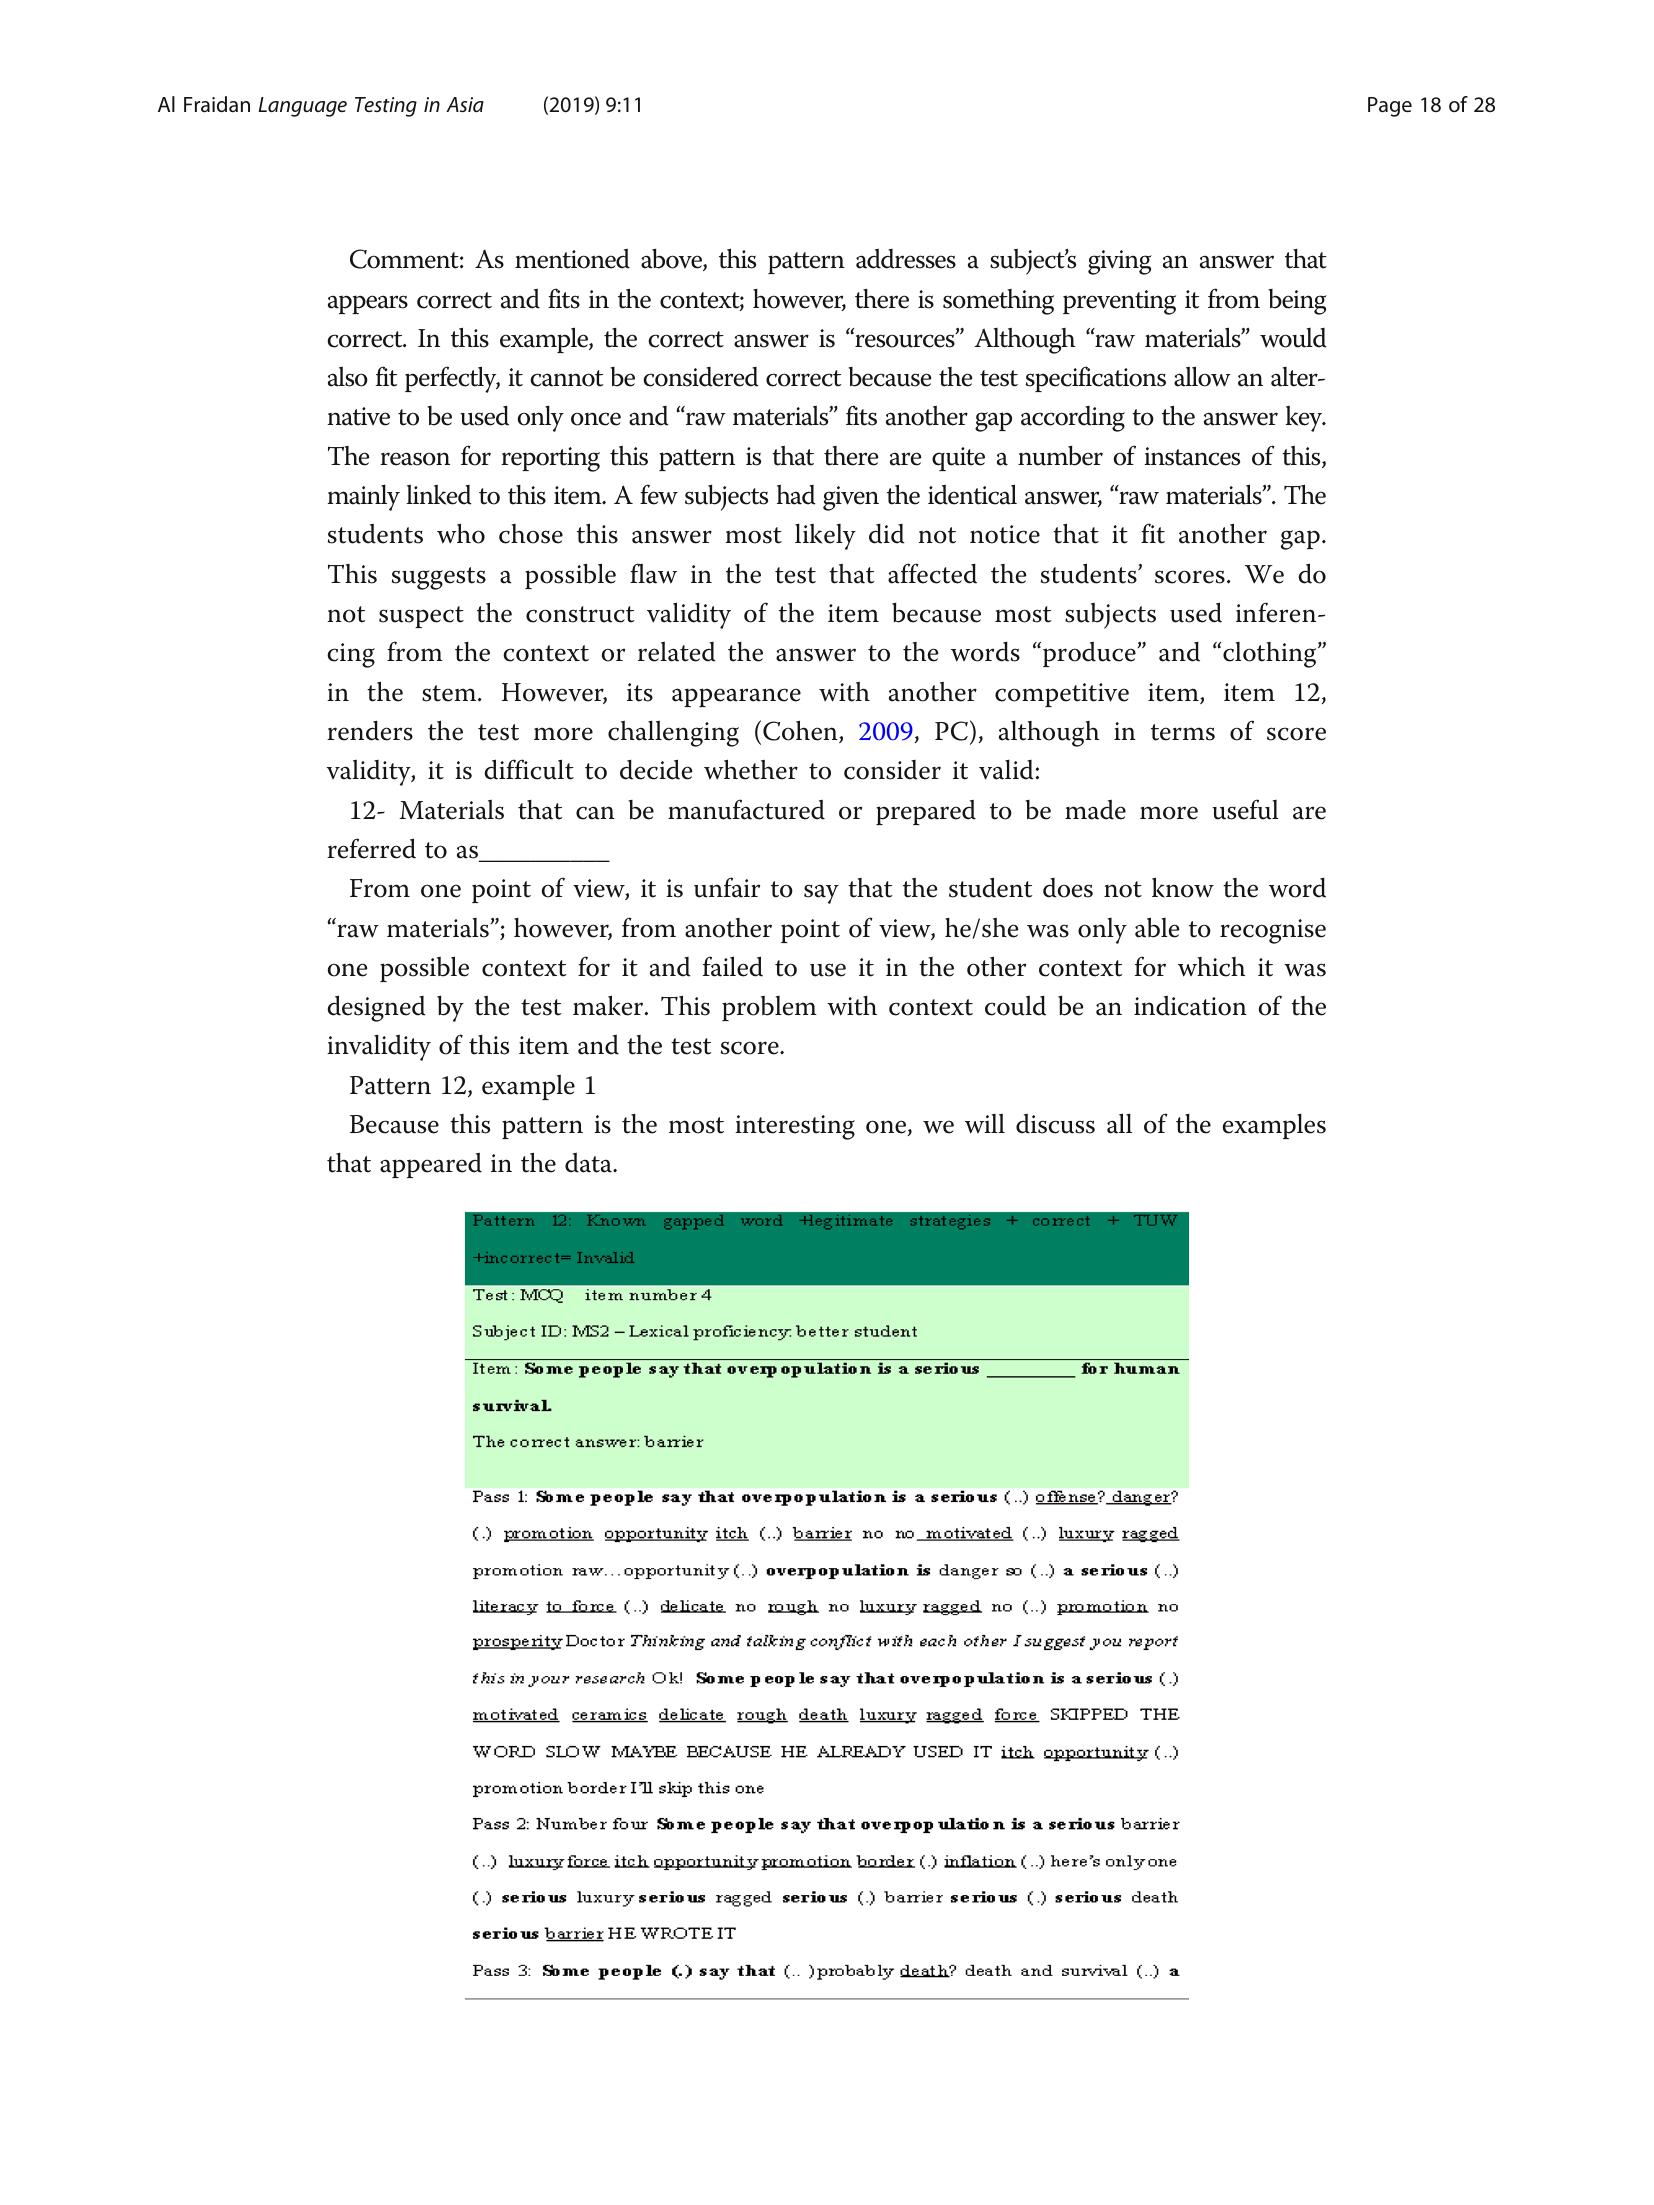 Al Fraidan Language Testing in Asia (2019) 9:11 Page 18 of 28
Comment: As mentioned above, this pattern addresses a subject’s giving an answer that
appears correct and fits in the context; however, there is something preventing it from being
correct. In this example, the correct answer is “resources” Although “raw materials” would
also fit perfectly, it cannot be considered correct because the test specifications allow an alter-
native to be used only once and “raw materials” fits another gap according to the answer key.
The reason for reporting this pattern is that there are quite a number of instances of this,
mainly linked to this item. A few subjects had given the identical answer, “raw materials”. The
students who chose this answer most likely did not notice that it fit another gap.
This suggests a possible flaw in the test that affected the students’ scores. We do
not suspect the construct validity of the item because most subjects used inferen-
cing from the context or related the answer to the words “produce” and “clothing”
in the stem. However, its appearance with another competitive item, item 12,
renders the test more challenging (Cohen, 2009, PC), although in terms of score
validity, it is difficult to decide whether to consider it valid:
12- Materials that can be manufactured or prepared to be made more useful are
referred to as__________
From one point of view, it is unfair to say that the student does not know the word
“raw materials”; however, from another point of view, he/she was only able to recognise
one possible context for it and failed to use it in the other context for which it was
designed by the test maker. This problem with context could be an indication of the
invalidity of this item and the test score.
Pattern 12, example 1
Because this pattern is the most interesting one, we will discuss all of the examples
that appeared in the data.
Pattern 12: Known gapped word +legitimate strategies + correct + TUW
+incorrect= Invalid
Test: MCQ item number 4
Subject ID: MS2 – Lexical proficiency: better student
Item: Some people say that overpopulation is a serious _________ for human
survival.
The correct answer: barrier
Pass 1: Some people say that overpopulation is a serious (..) offense? danger?
(.) promotion opportunity itch (..) barrier no no motivated (..) luxury ragged
promotion raw…opportunity (..) overpopulation is danger so (..) a serious (..)
literacy to force (..) delicate no rough no luxury ragged no (..) promotion no
prosperity Doctor Thinking and talking conflict with each other I suggest you report
this in your research Ok! Some people say that overpopulation is a serious (.)
motivated ceramics delicate rough death luxury ragged force SKIPPED THE
WORD SLOW MAYBE BECAUSE HE ALREADY USED IT itch opportunity (..)
promotion border I’ll skip this one
Pass 2: Number four Some people say that overpopulation is a serious barrier
(..) luxury force itch opportunity promotion border (.) inflation (..) here’s only one
(.) serious luxury serious ragged serious (.) barrier serious (.) serious death
serious barrier HE WROTE IT
Pass 3: Some people (.) say that (.. )probably death? death and survival (..) a